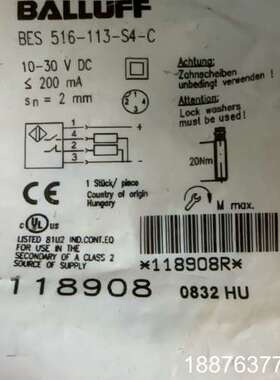 BALLUFF
BES 516-113-S4-C
10-30 V DC
≤ 200 mA
sn = 2 mm
Achtung:
Zahnscheiben
unbedingt verwenden !
Attention:
Lock washers
must be used !
1
4
2
3
20Nm
M max.
CE
1 Stück/ piece
Country of origin
Hungary
UL US
LISTED 81U2 IND.CONT.EQ
FOR USE IN THE
SECONDARY OF A CLASS 2
SOURCE OF SUPPLY
*118908R*
118908
0832 HU
18876377